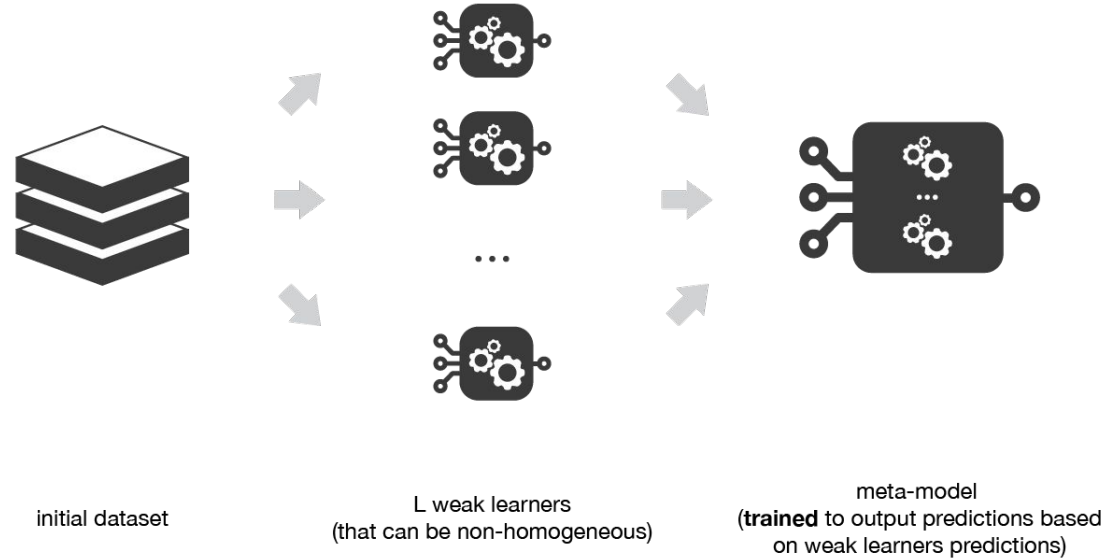 initial dataset
L weak learners
(that can be non-homogeneous)
meta-model
(trained to output predictions based
on weak learners predictions)